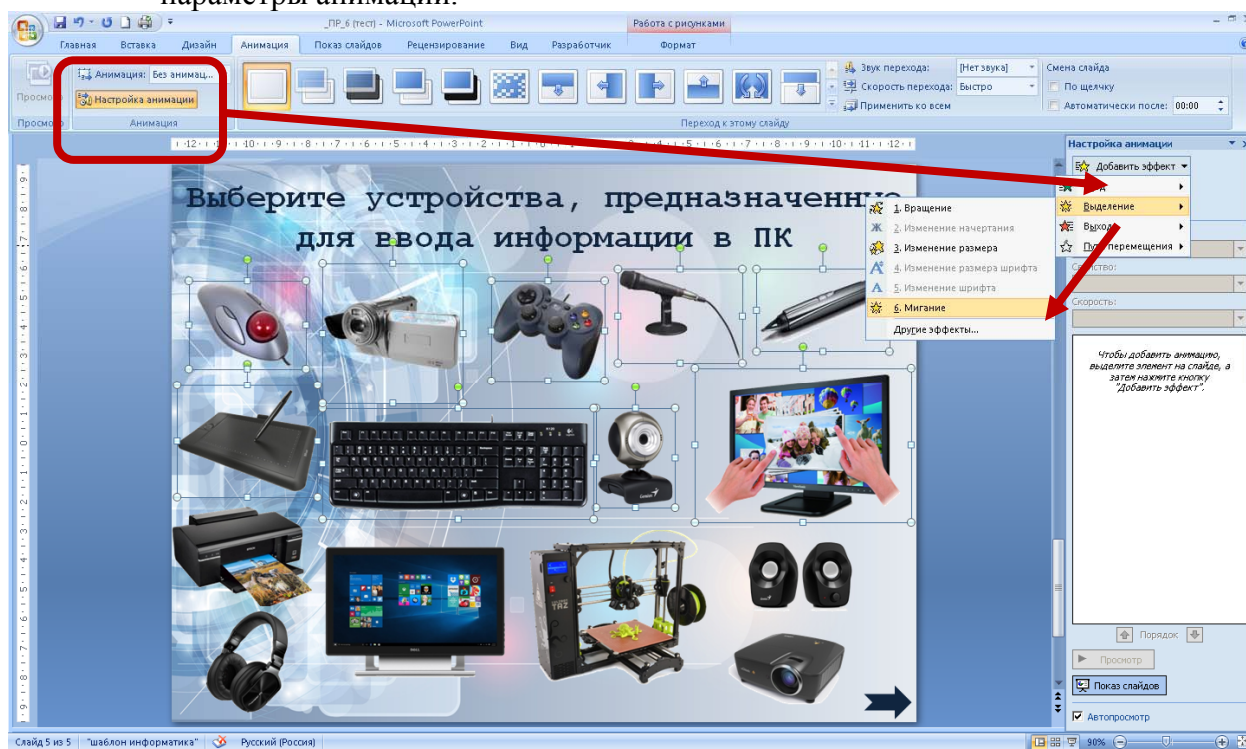 параметры анимации.
_ПР_6 (тест) - Microsoft PowerPoint
Работа с рисунками
Главная Вставка Дизайн Анимация Показ слайдов Рецензирование Вид Разработчик Формат
Анимация: Без анимац...
Настройка анимации
Просмо
Звук перехода: [Нет звука]
Скорость перехода: Быстро
Применить ко всем
Смена слайда
По щелчку
Автоматически после: 00:00
Просмо Анимация Переход к этому слайду
Настройка анимации
Добавить эффект
Выделение
Выход
Пути перемещения
1. Вращение
2. Изменение начертания
3. Изменение размера
4. Изменение размера шрифта
5. Изменение шрифта
6. Мигание
Другие эффекты...
Скорость:
Чтобы добавить анимацию,
выделите элемент на слайде, а
затем нажмите кнопку
"Добавить эффект".
Порядок
Просмотр
Показ слайдов
Автопросмотр
Выберите устройства,
для ввода информации в ПК
Слайд 5 из 5 "шаблон информатика" Русский (Россия) 90%